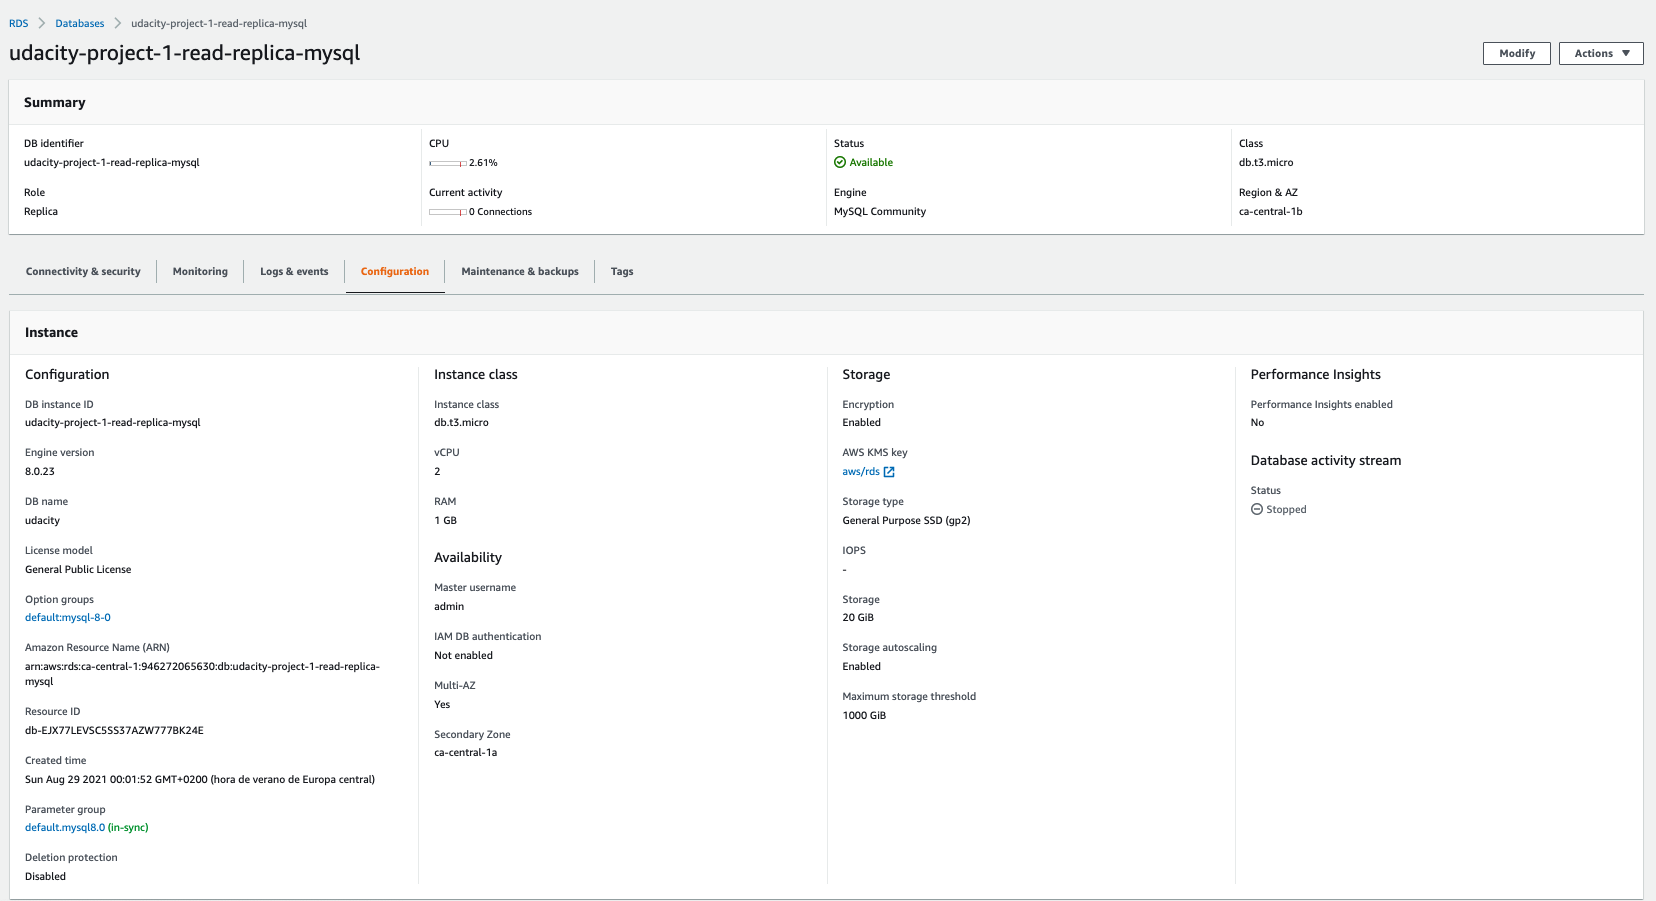 RDS > Databases > udacity-project-1-read-replica-mysql
udacity-project-1-read-replica-mysql
Modify
Actions
Summary
DB identifier
udacity-project-1-read-replica-mysql
CPU
2.61%
Status
Available
Class
db.t3.micro
Role
Replica
Current activity
0 Connections
Engine
MySQL Community
Region & AZ
ca-central-1b
Connectivity & security
Monitoring
Logs & events
Configuration
Maintenance & backups
Tags
Instance
Configuration
DB instance ID
udacity-project-1-read-replica-mysql
Engine version
8.0.23
DB name
udacity
License model
General Public License
Option groups
default:mysql-8-0
Amazon Resource Name (ARN)
arn:aws:rds:ca-central-1:946272065630:db:udacity-project-1-read-replica-
mysql
Resource ID
db-EJX77LEVSC5SS37AZW777BK24E
Created time
Sun Aug 29 2021 00:01:52 GMT+0200 (hora de verano de Europa central)
Parameter group
default.mysql8.0 (in-sync)
Deletion protection
Disabled
Instance class
Instance class
db.t3.micro
vCPU
2
RAM
1 GB
Availability
Master username
admin
IAM DB authentication
Not enabled
Multi-AZ
Yes
Secondary Zone
ca-central-1a
Storage
Encryption
Enabled
AWS KMS key
aws/rds
Storage type
General Purpose SSD (gp2)
IOPS
-
Storage
20 GiB
Storage autoscaling
Enabled
Maximum storage threshold
1000 GiB
Performance Insights
Performance Insights enabled
No
Database activity stream
Status
Stopped